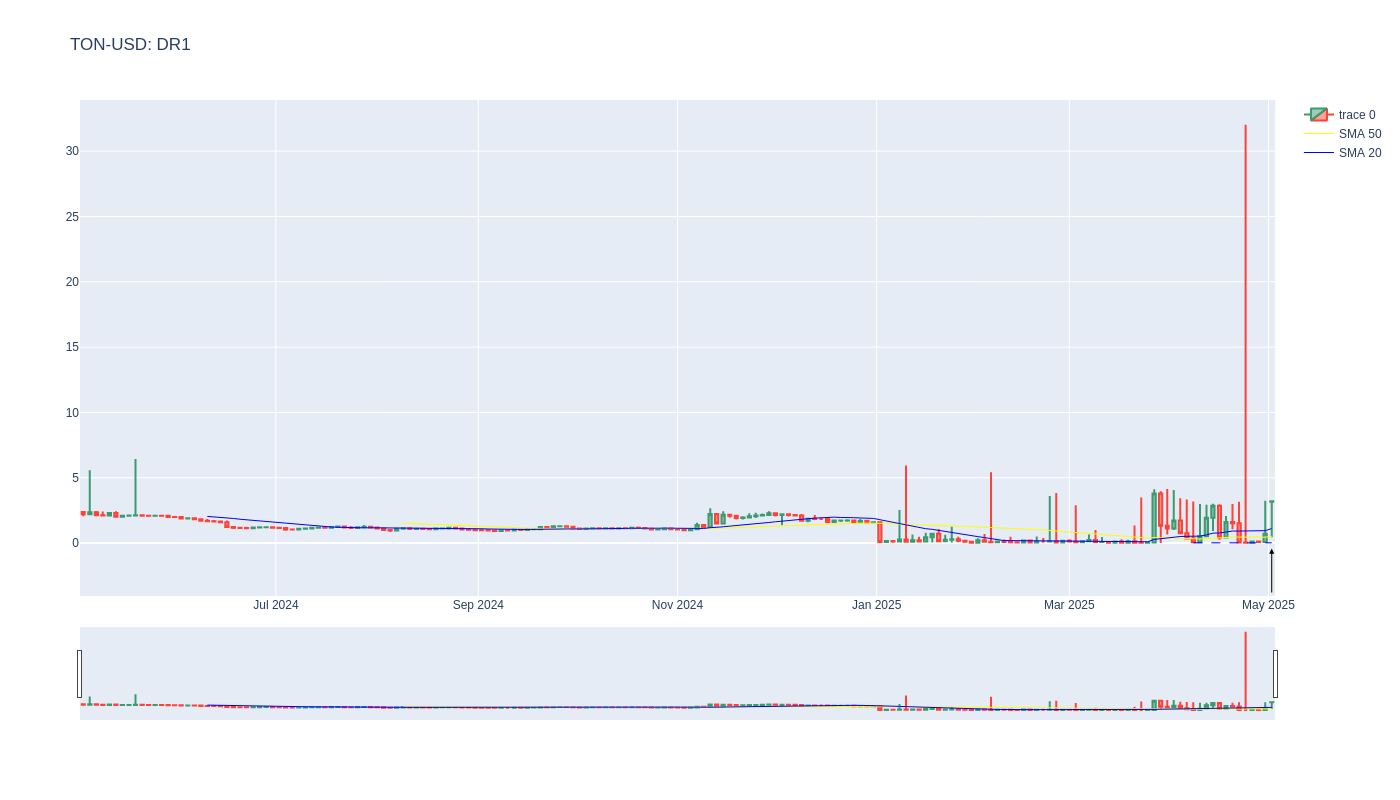 TON-USD: DR1
trace 0
SMA 50
SMA 20
30
25
20
15
10
5
0
Jul 2024
Sep 2024
Nov 2024
Jan 2025
Mar 2025
May 2025